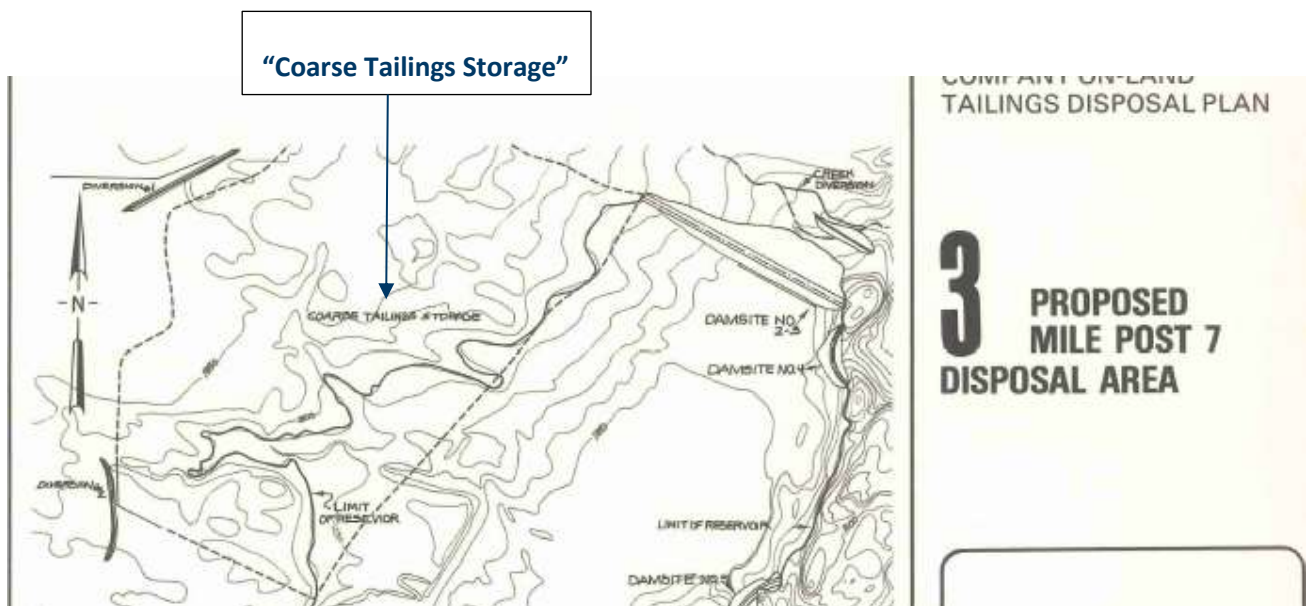 “Coarse Tailings Storage”
COMPANY ON-LAND
TAILINGS DISPOSAL PLAN
3 PROPOSED
MILE POST 7
DISPOSAL AREA
DIVERSION #1
CREEK
DIVERSION
-N-
COARSE TAILINGS STORAGE
DAMSITE NO.
2-3
DAMSITE NO. 4
DIVERSION #2
LIMIT
OF RESEVIOR
LIMIT OF RESERVOIR
DAMSITE NO. 5